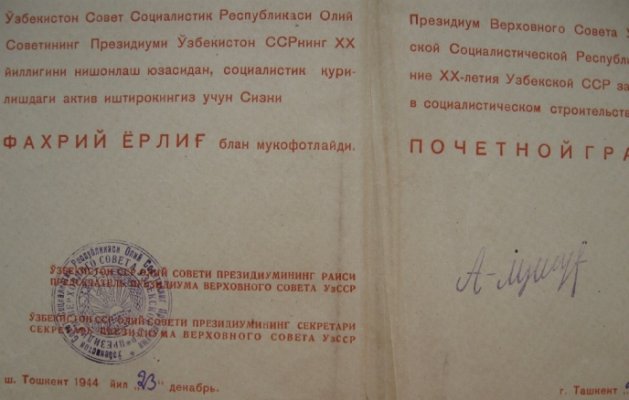 Ўзбекистон Совет Социалистик Республикаси Олий
Советининг Президиуми Ўзбекистон ССРнинг XX
йиллигини нишонлаш юзасидан, социалистик қури-
лишдаги актив иштирокингиз учун Сизни
ФАХРИЙ ЁРЛИҒ блан мукофотлайди.
ЎЗБЕКИСТОН ССР ОЛИЙ СОВЕТИ ПРЕЗИДИУМИНИНГ РАИСИ
ПРЕДСЕДАТЕЛЬ ПРЕЗИДИУМА ВЕРХОВНОГО СОВЕТА УзССР
ЎЗБЕКИСТОН ССР ОЛИЙ СОВЕТИ ПРЕЗИДИУМИНИНГ СЕКРЕТАРИ
СЕКРЕТАРЬ ПРЕЗИДИУМА ВЕРХОВНОГО СОВЕТА УзССР
ш. Тошкент 1944 йил „23" декабрь.
Президиум Верховного Совета У
ской Социалистической Республи
ние XX-летия Узбекской ССР за
в социалистическом строительстве
ПОЧЕТНОЙ ГРА
г. Ташкент